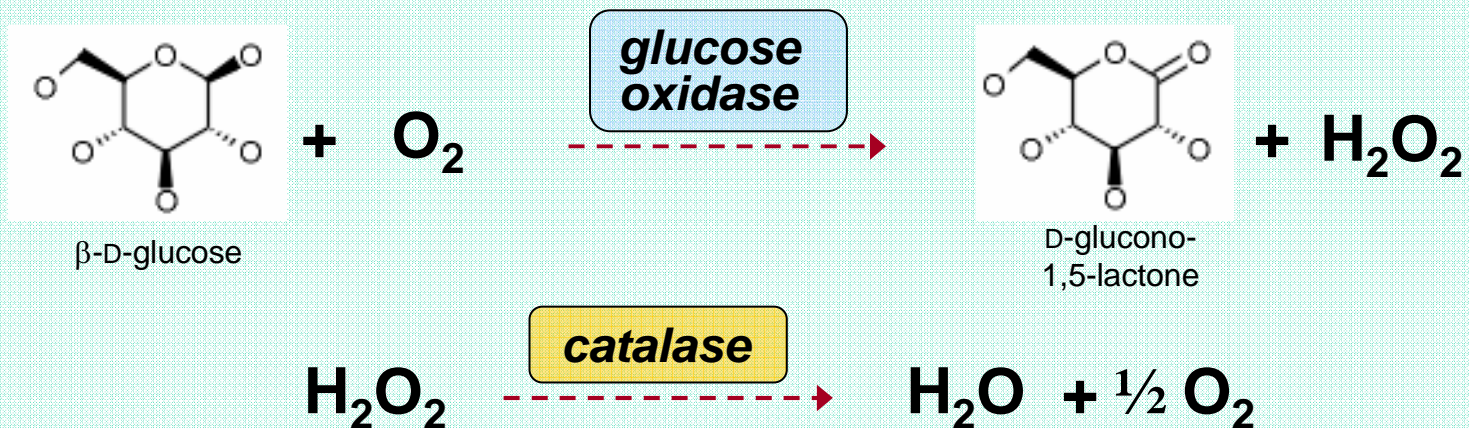 glucose
oxidase
O O O O O O
+ O₂
O O O O O O
+ H₂O₂
β-D-glucose
D-glucono-
1,5-lactone
catalase
H₂O₂
H₂O + ½ O₂